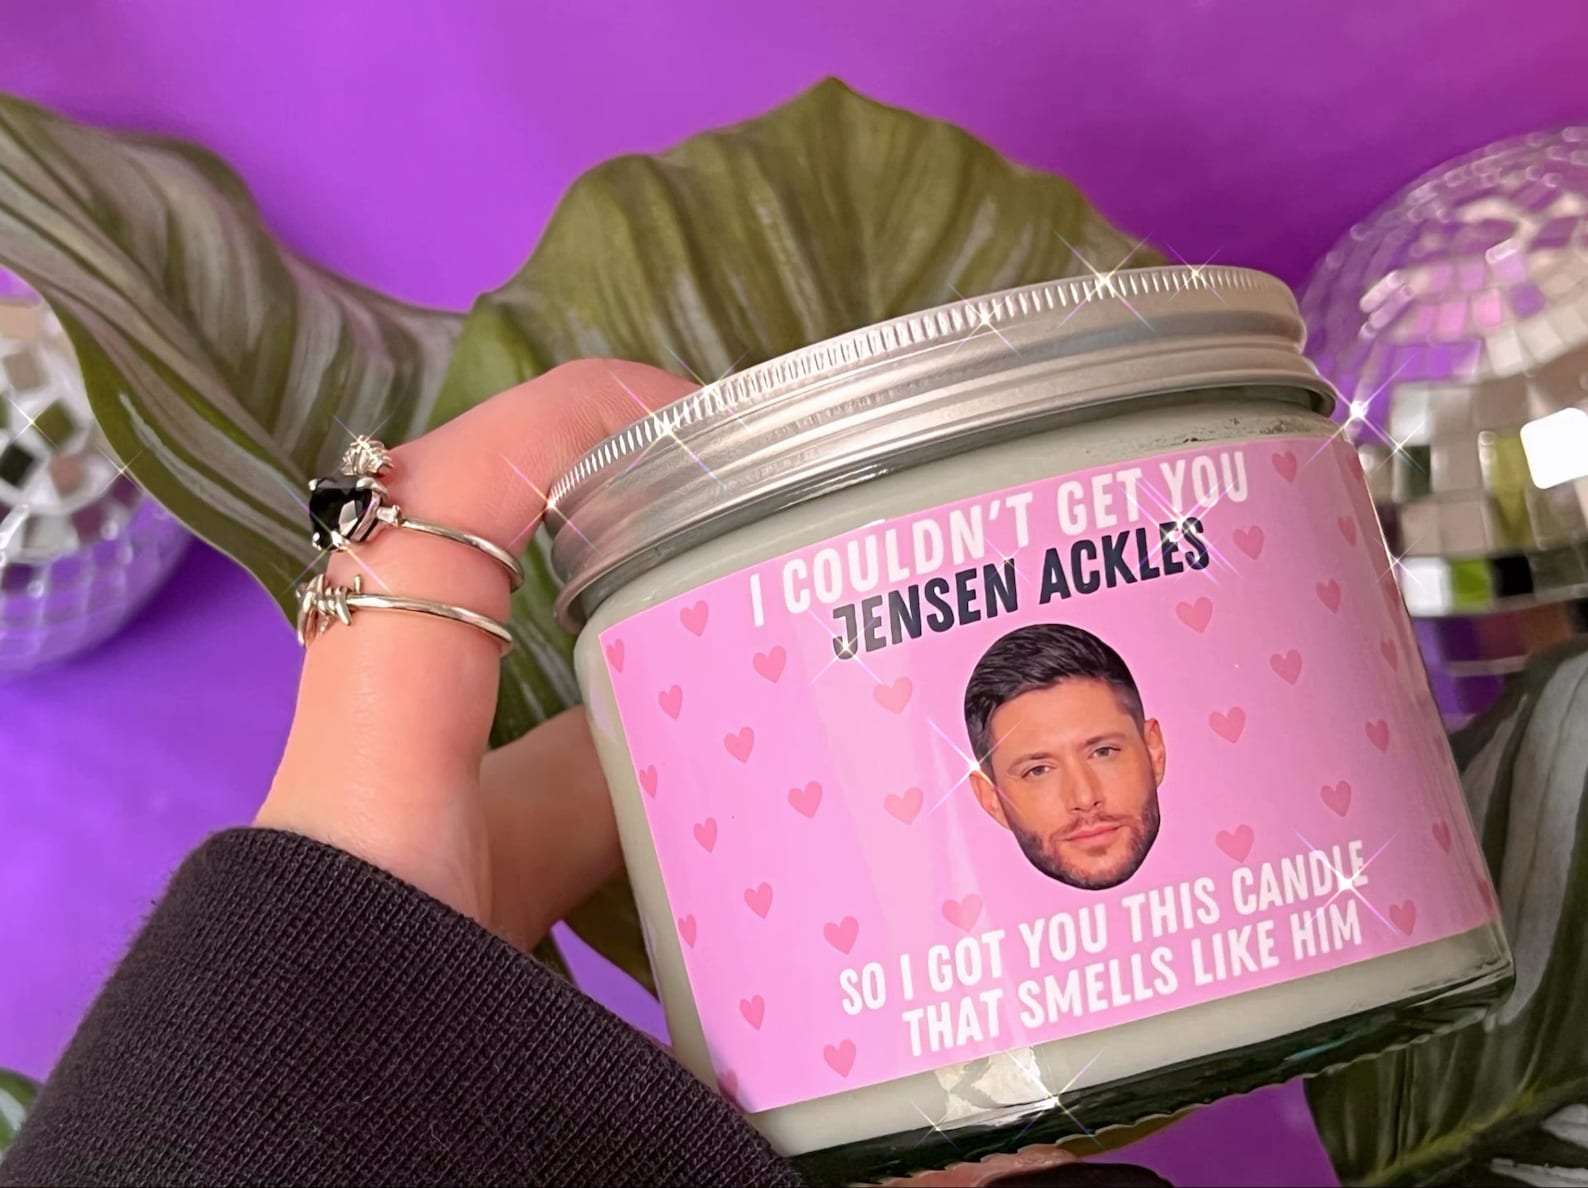 I COULDN'T GET YOU
JENSEN ACKLES
SO I GOT YOU THIS CANDLE
THAT SMELLS LIKE HIM